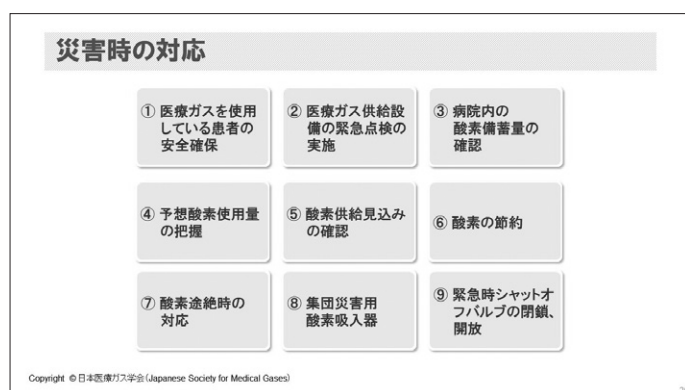 災害時の対応
① 医療ガスを使用
している患者の
安全確保
② 医療ガス供給設
備の緊急点検の
実施
③ 病院内の
酸素備蓄量の
確認
④ 予想酸素使用量
の把握
⑤ 酸素供給見込み
の確認
⑥ 酸素の節約
⑦ 酸素途絶時の
対応
⑧ 集団災害用
酸素吸入器
⑨ 緊急時シャットオ
フバルブの閉鎖、
開放
Copyright ©日本医療ガス学会(Japanese Society for Medical Gases)